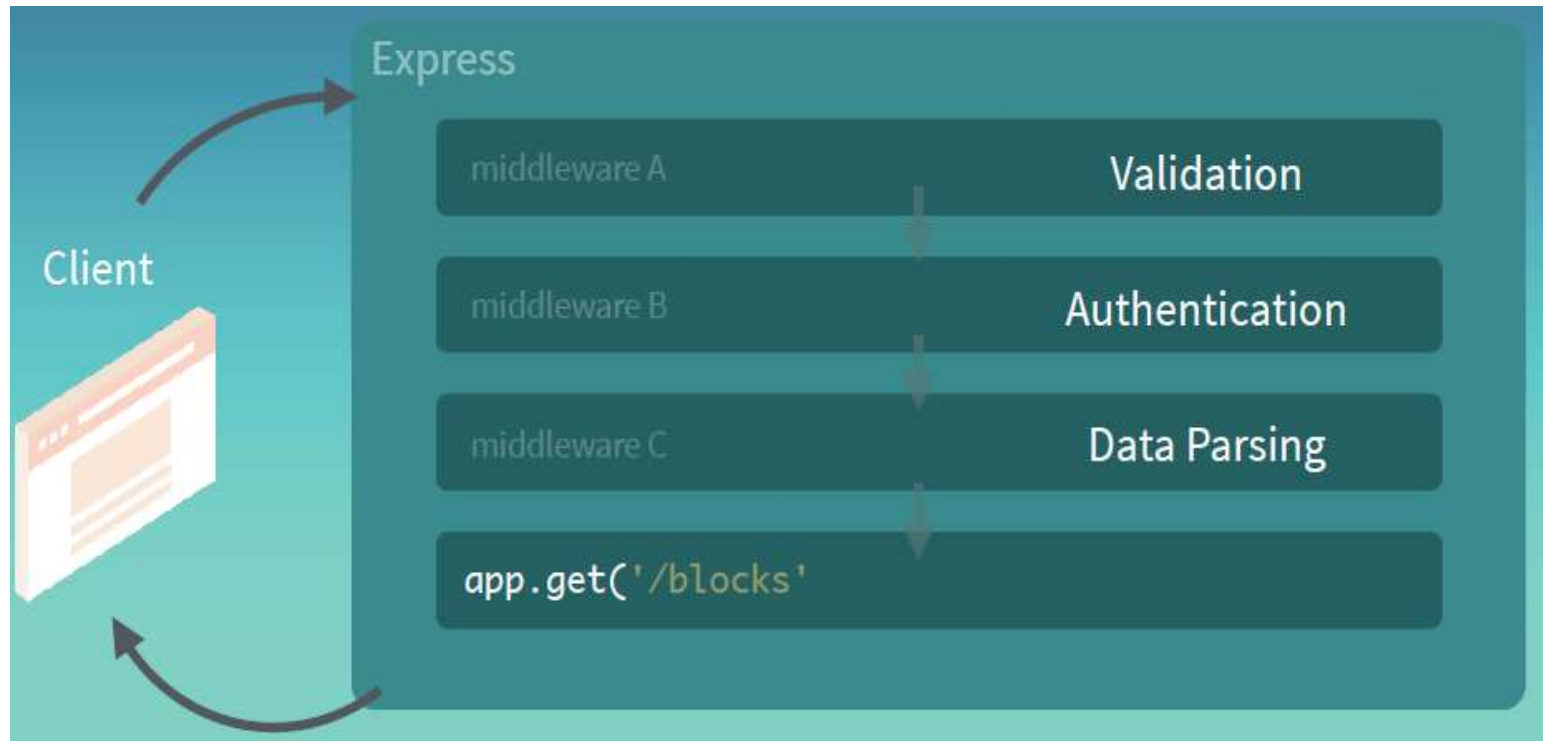 Express
middleware A Validation
Client
middleware B Authentication
middleware C Data Parsing
app.get('/blocks'